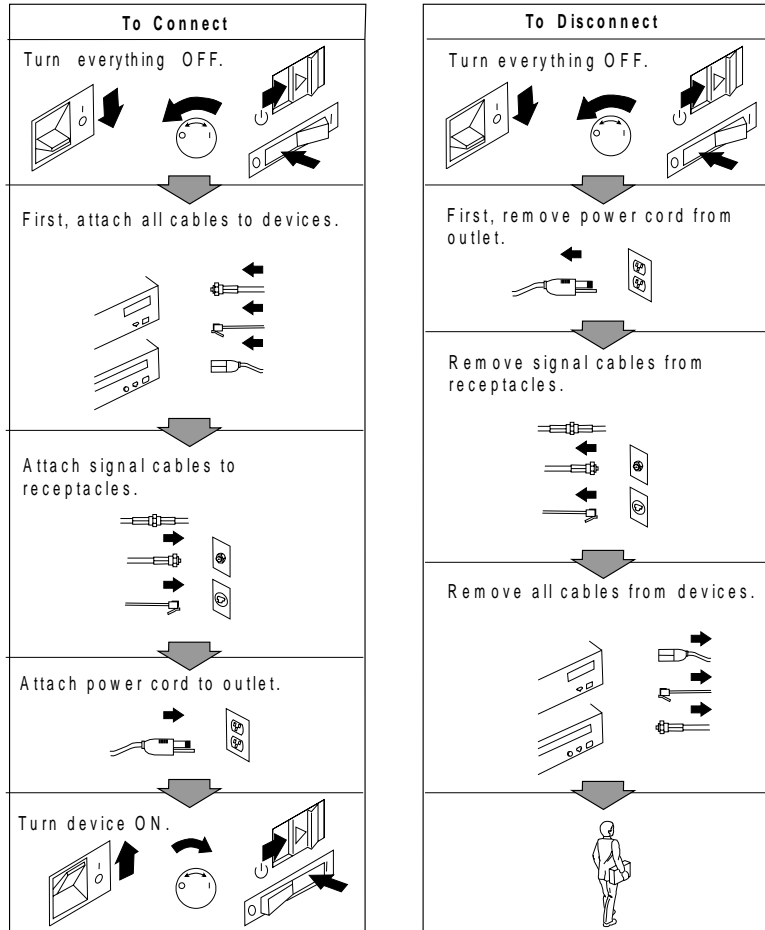 To Connect
Turn everything OFF.
First, attach all cables to devices.
Attach signal cables to
receptacles.
Attach power cord to outlet.
Turn device ON.
To Disconnect
Turn everything OFF.
First, remove power cord from
outlet.
Remove signal cables from
receptacles.
Remove all cables from devices.